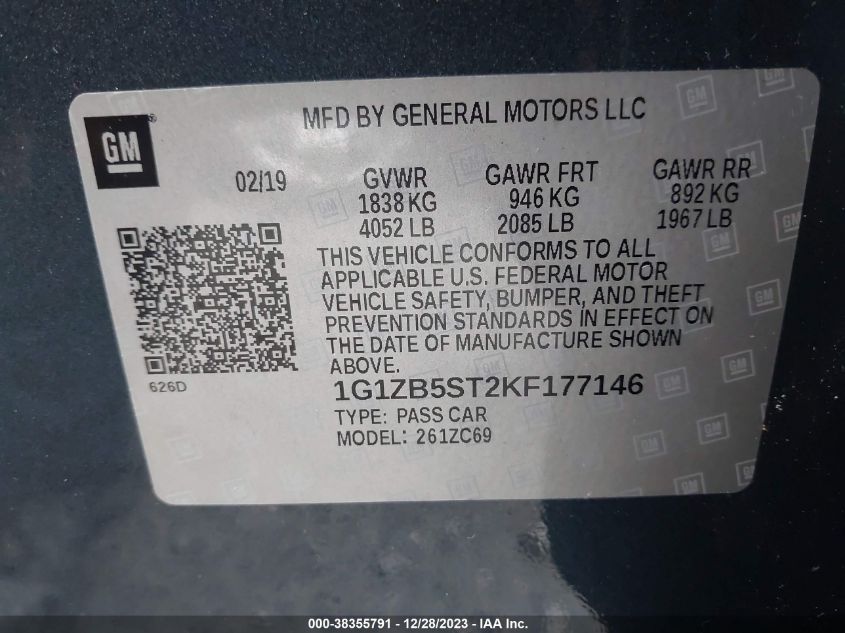 MFD BY GENERAL MOTORS LLC
GM
02/19
GVWR
1838 KG
4052 LB
GAWR FRT
946 KG
2085 LB
GAWR RR
892 KG
1967 LB
THIS VEHICLE CONFORMS TO ALL
APPLICABLE U.S. FEDERAL MOTOR
VEHICLE SAFETY, BUMPER, AND THEFT
PREVENTION STANDARDS IN EFFECT ON
THE DATE OF MANUFACTURE SHOWN
ABOVE.
626D
1G1ZB5ST2KF177146
TYPE: PASS CAR
MODEL: 261ZC69
000-38355791 - 12/28/2023 - IAA Inc.